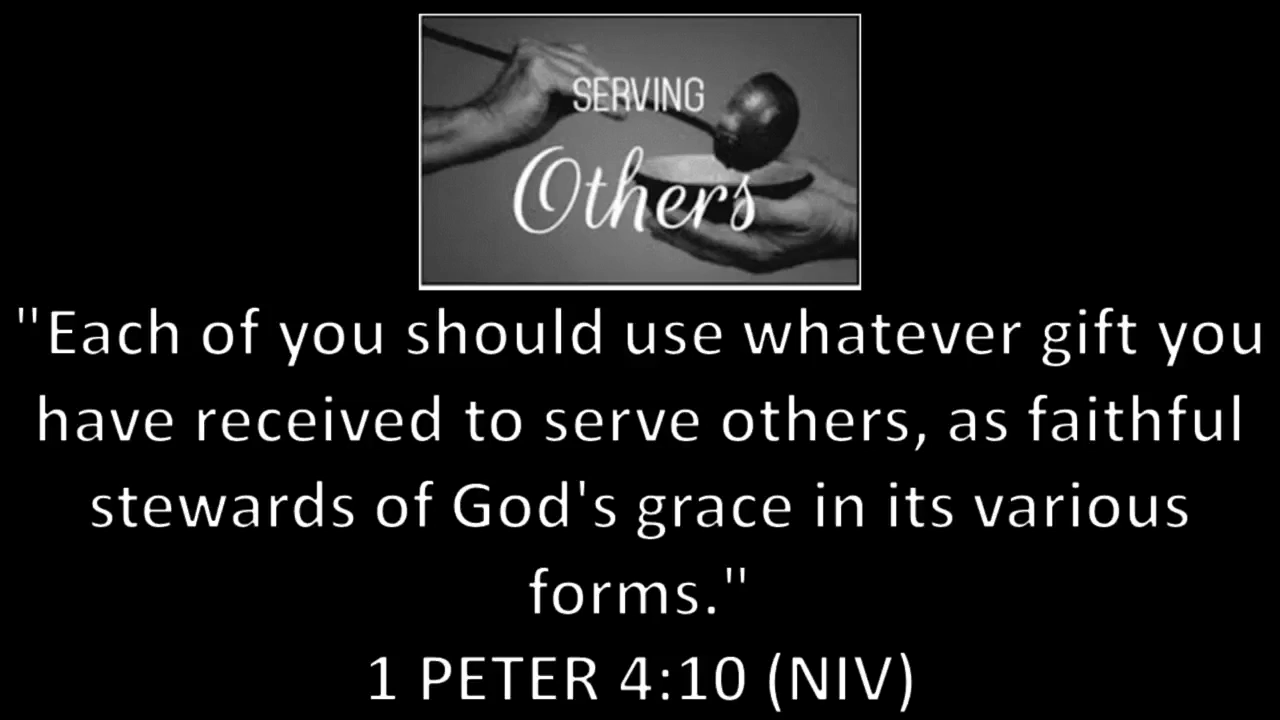 SERVING
Others
"Each of you should use whatever gift you
have received to serve others, as faithful
stewards of God's grace in its various
forms."
1 PETER 4:10 (NIV)